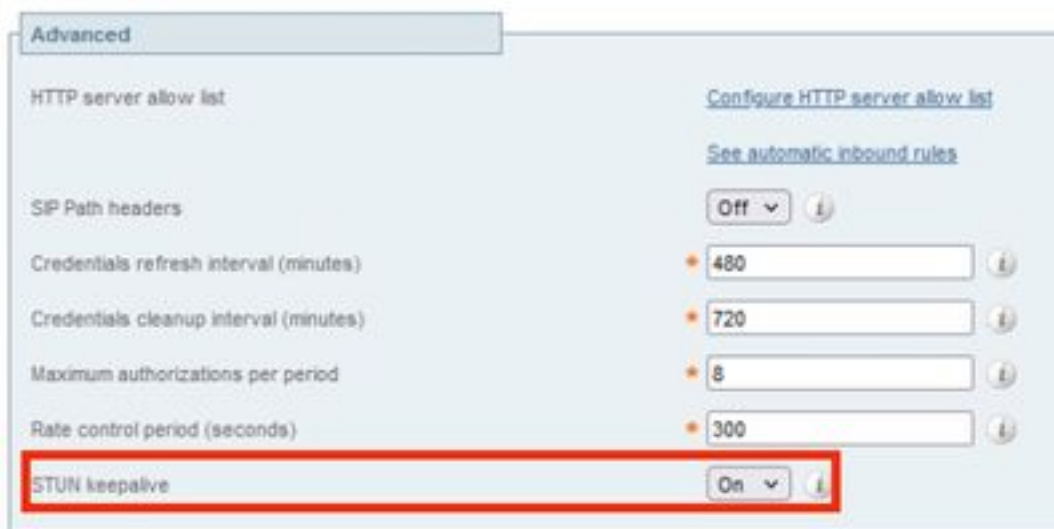 Advanced
HTTP server allow list
Configure HTTP server allow list
See automatic inbound rules
SIP Path headers
Off
Credentials refresh interval (minutes)
* 480
Credentials cleanup interval (minutes)
* 720
Maximum authorizations per period
* 8
Rate control period (seconds)
* 300
STUN keepalive
On